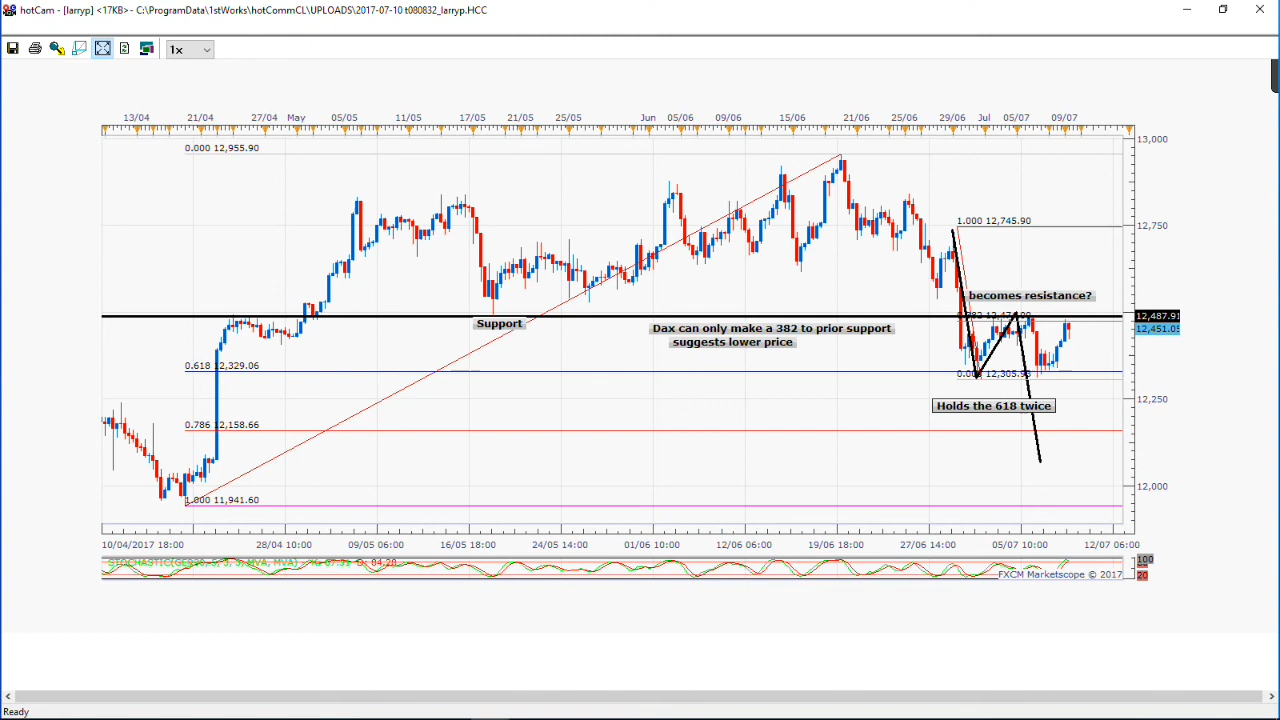 hotCam - [larryp] <17KB> - C:\ProgramData\1stWorks\hotCommCL\UPLOADS\2017-07-10 t080832_larryp.HCC
1x
13/04 21/04 27/04 May 05/05 11/05 17/05 21/05 25/05 Jun 05/06 09/06 15/06 21/06 25/06 29/06 Jul 05/07 09/07
13,000
0.000 12,955.90
1.000 12,745.90
12,750
becomes resistance?
12,487.91
Support
Dax can only make a 382 to prior support
12,451.05
suggests lower price
0.618 12,329.06
Holds the 618 twice
12,250
0.786 12,158.66
12,000
1.000 11,941.60
10/04/2017 18:00 28/04 10:00 09/05 06:00 16/05 18:00 24/05 14:00 01/06 10:00 12/06 06:00 19/06 18:00 27/06 14:00 05/07 10:00 12/07 06:00
100
20
FXCM Marketscope © 2017
Ready